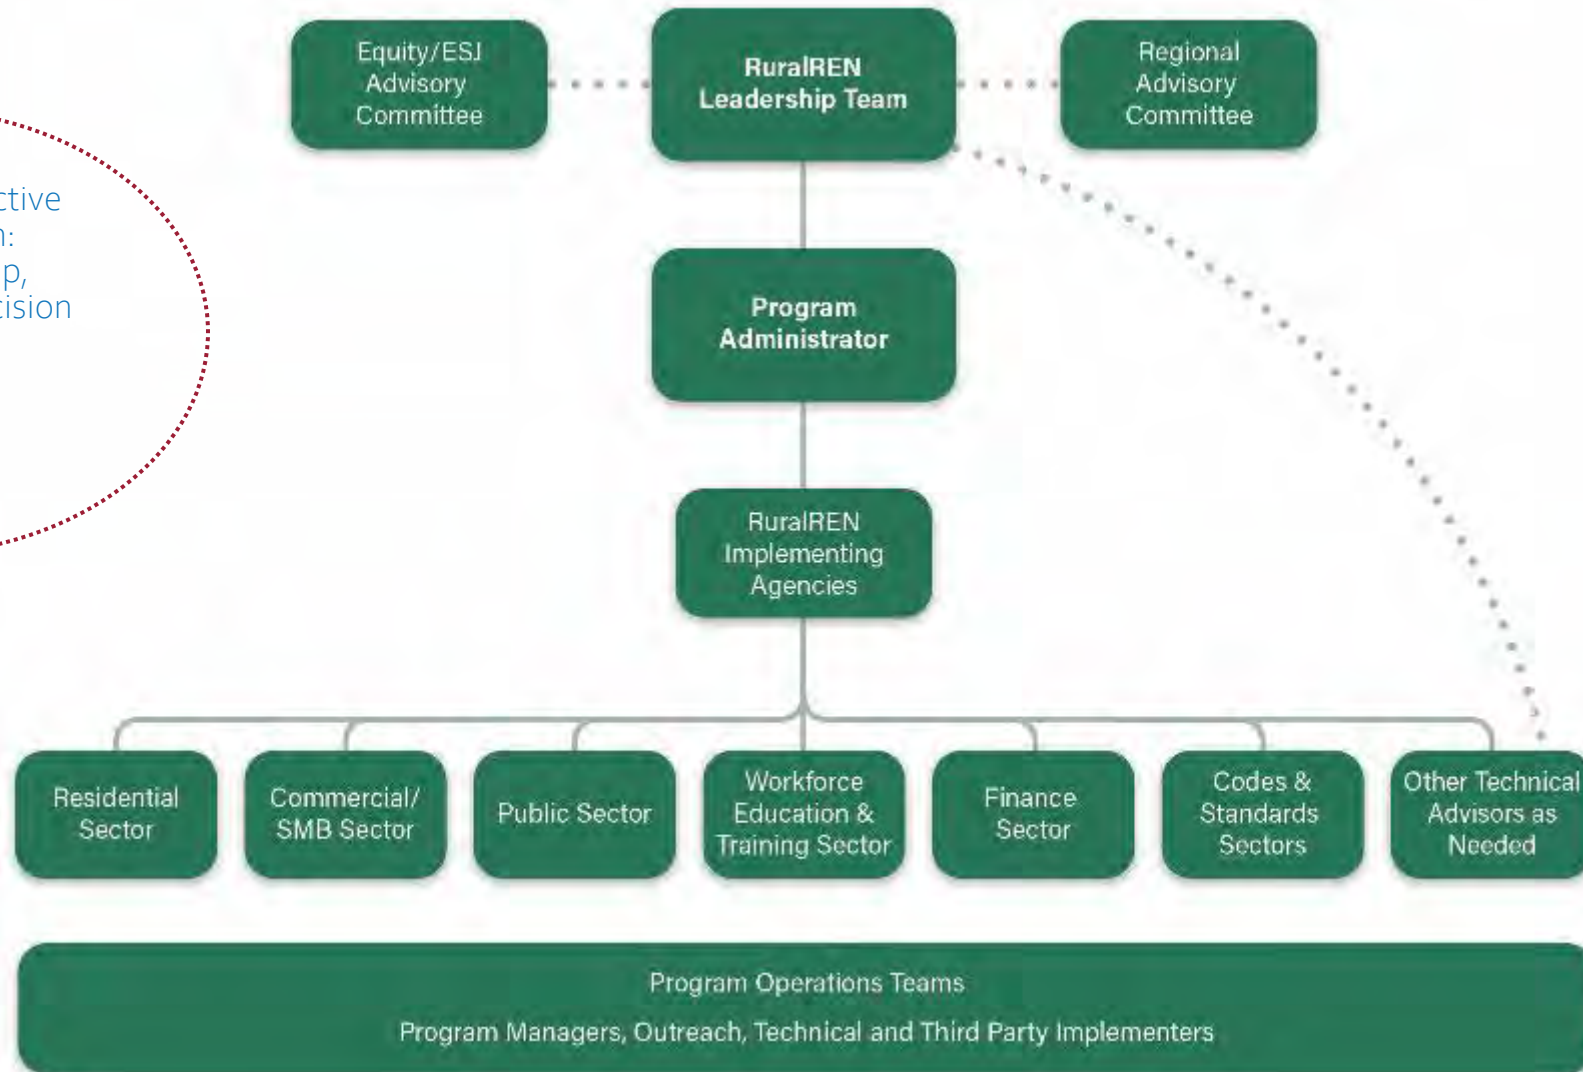 Equity/ESJ
Advisory
Committee
RuralREN
Leadership Team
Regional
Advisory
Committee
p,
Program
Administrator
RuralREN
Implementing
Agencies
Residential
Sector
Commercial/
SMB Sector
Public Sector
Workforce
Education &
Training Sector
Finance
Sector
Codes &
Standards
Sectors
Other Technical
Advisors as
Needed
Program Operations Teams
Program Managers, Outreach, Technical and Third Party Implementers